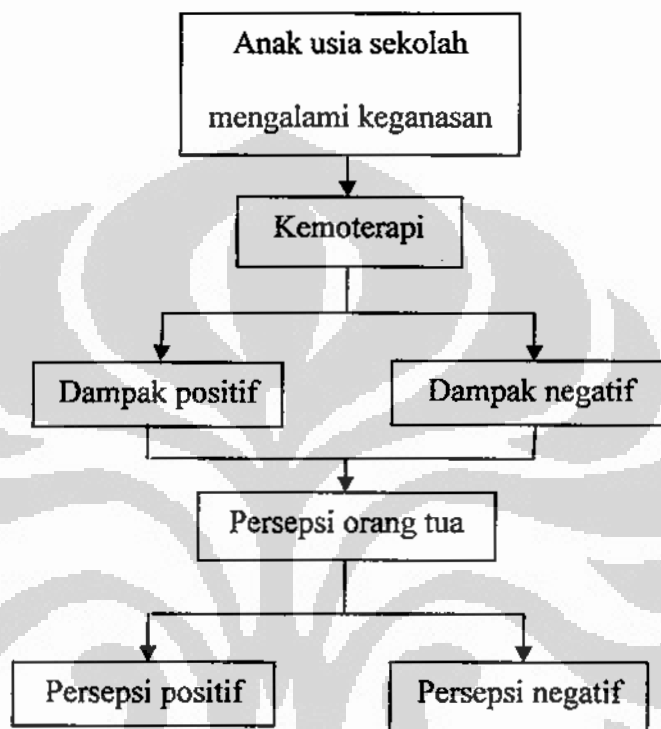 Anak usia sekolah
mengalami keganasan
Kemoterapi
Dampak positif
Dampak negatif
Persepsi orang tua
Persepsi positif
Persepsi negatif